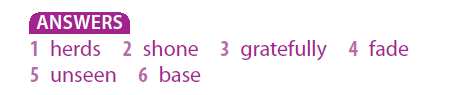 ANSWERS
1 herds 2 shone 3 gratefully 4 fade
5 unseen 6 base